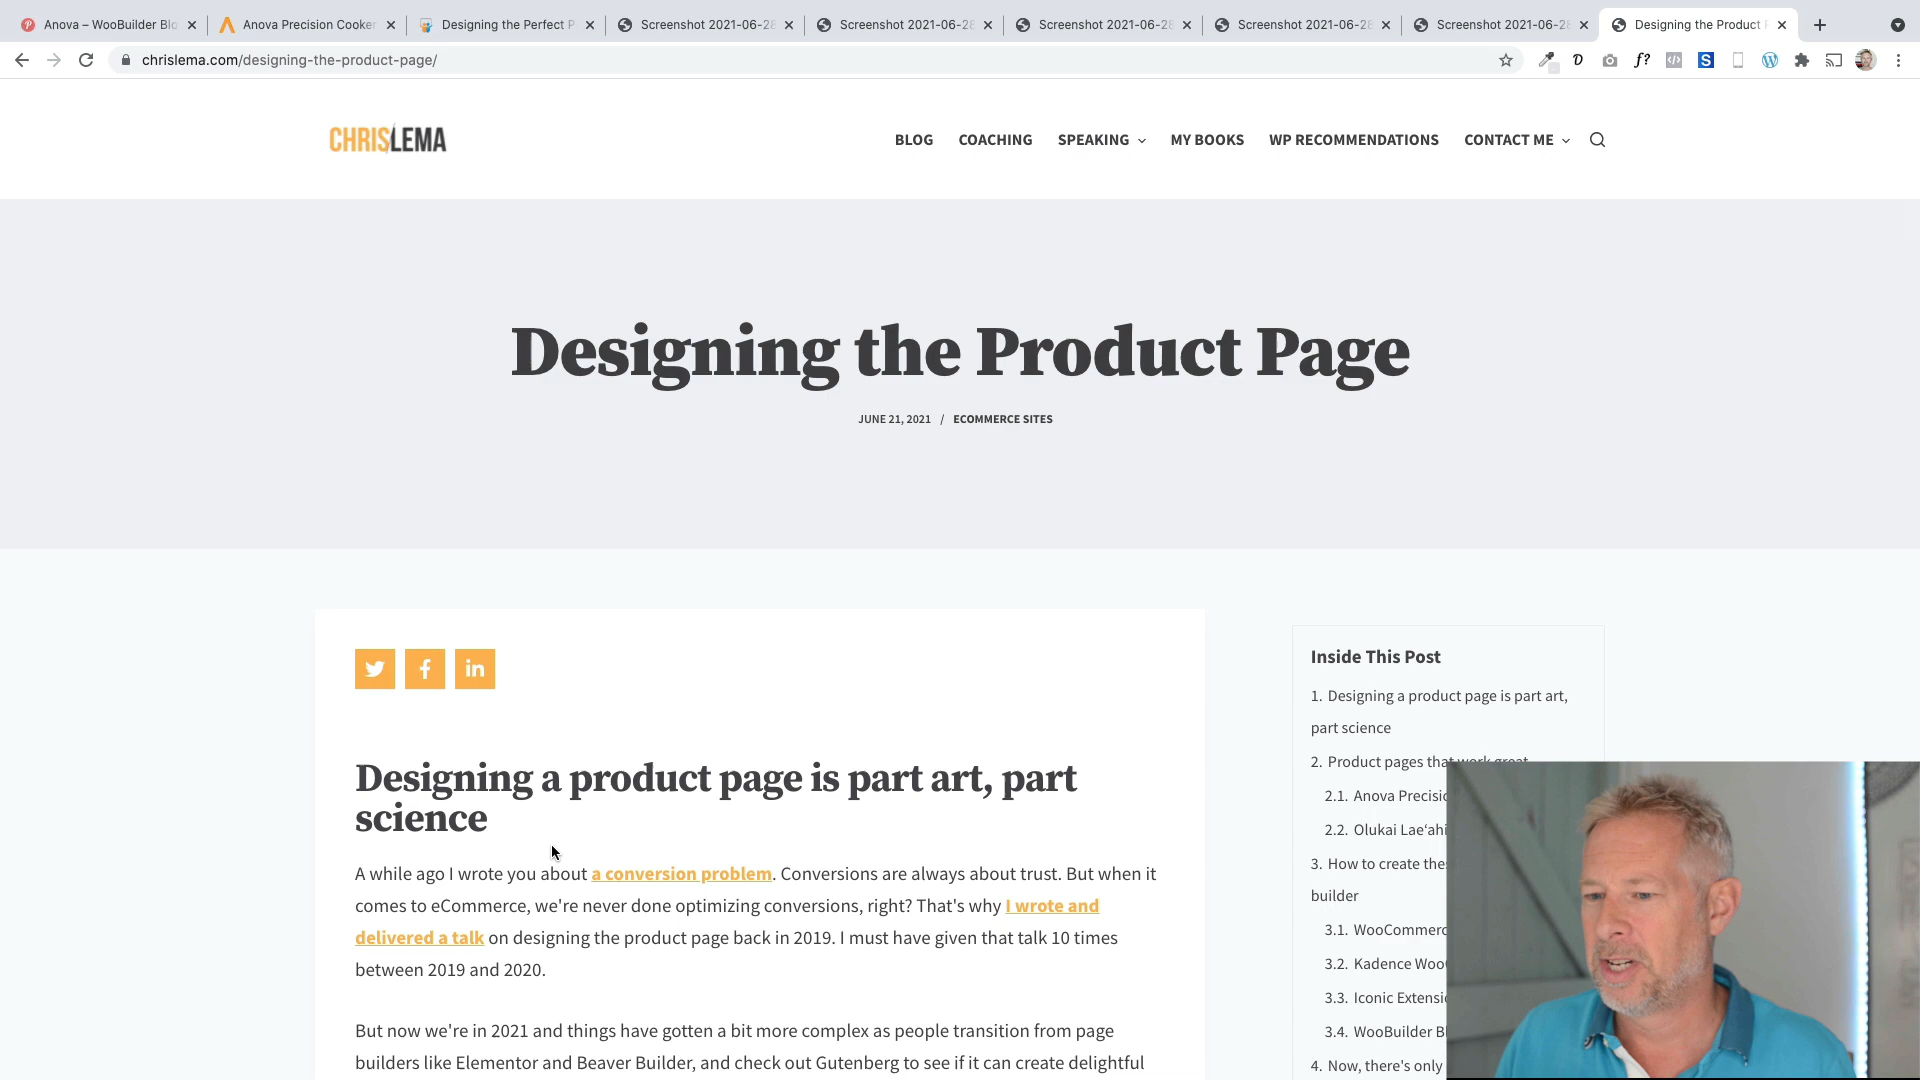 Anova – WooBuilder Blo
Anova Precision Cooker
Designing the Perfect P
Screenshot 2021-06-28
Screenshot 2021-06-28
Screenshot 2021-06-28
Screenshot 2021-06-28
Screenshot 2021-06-28
Designing the Product P
chrislema.com/designing-the-product-page/
CHRISLEMA
BLOG COACHING SPEAKING MY BOOKS WP RECOMMENDATIONS CONTACT ME
Designing the Product Page
JUNE 21, 2021 / ECOMMERCE SITES
Designing a product page is part art, part
science
A while ago I wrote you about a conversion problem. Conversions are always about trust. But when it
comes to eCommerce, we're never done optimizing conversions, right? That's why I wrote and
delivered a talk on designing the product page back in 2019. I must have given that talk 10 times
between 2019 and 2020.
But now we're in 2021 and things have gotten a bit more complex as people transition from page
builders like Elementor and Beaver Builder, and check out Gutenberg to see if it can create delightful
Inside This Post
1. Designing a product page is part art,
part science
2. Product pages that work great
2.1. Anova Precisio
2.2. Olukai Laeʻahi
3. How to create thes
builder
3.1. WooCommerc
3.2. Kadence Woo
3.3. Iconic Extensio
3.4. WooBuilder Bl
4. Now, there's only